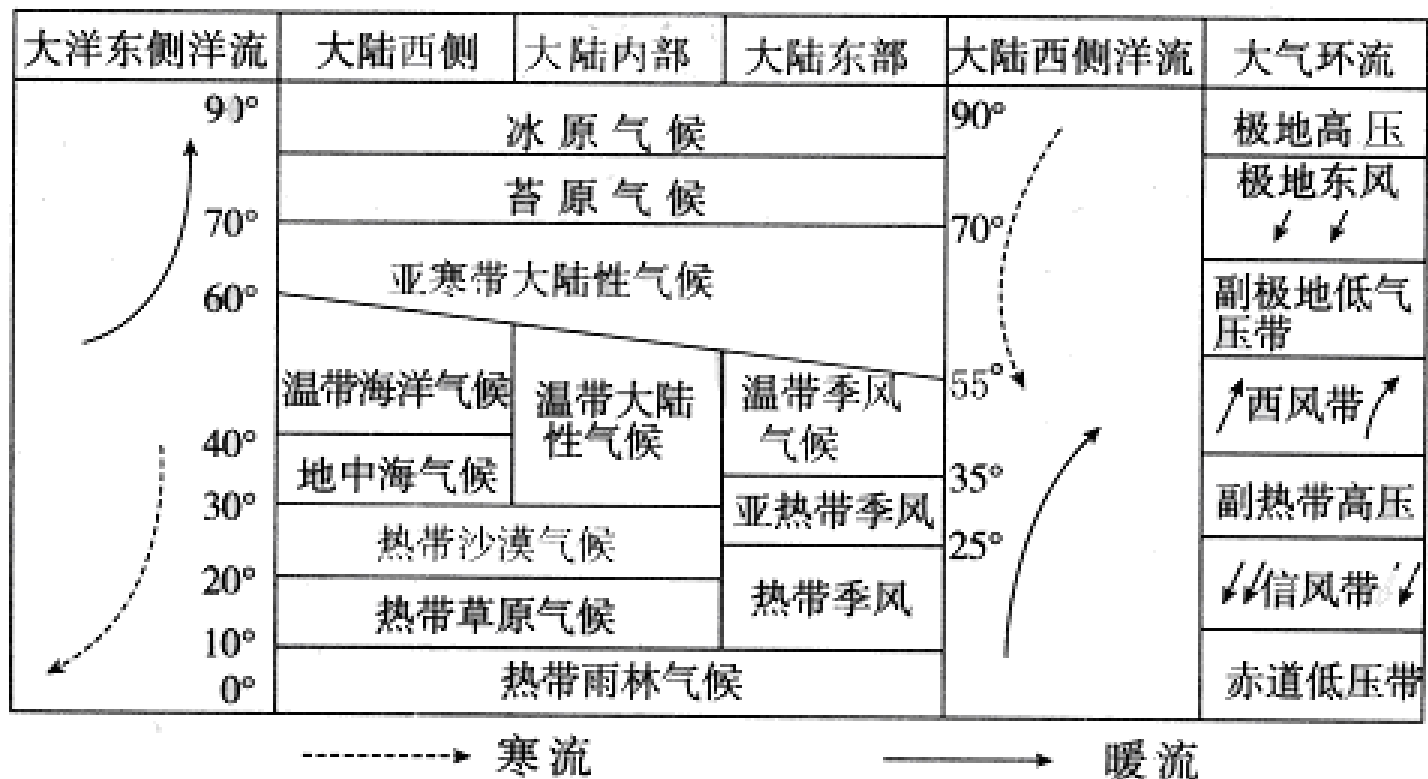 大洋东侧洋流 大陆西侧 大陆内部 大陆东部 大陆西侧洋流 大气环流
90° 冰原气候 90° 极地高压
苔原气候 极地东风
70° 70°
亚寒带大陆性气候
60° 副极地低气
压带
55°
温带海洋气候 温带大陆 温带季风 西风带
性气候 气候
40°
地中海气候 35° 副热带高压
30° 亚热带季风
热带沙漠气候 25°
20° 信风带
热带草原气候 热带季风
10°
0° 热带雨林气候 赤道低压带
寒流 暖流